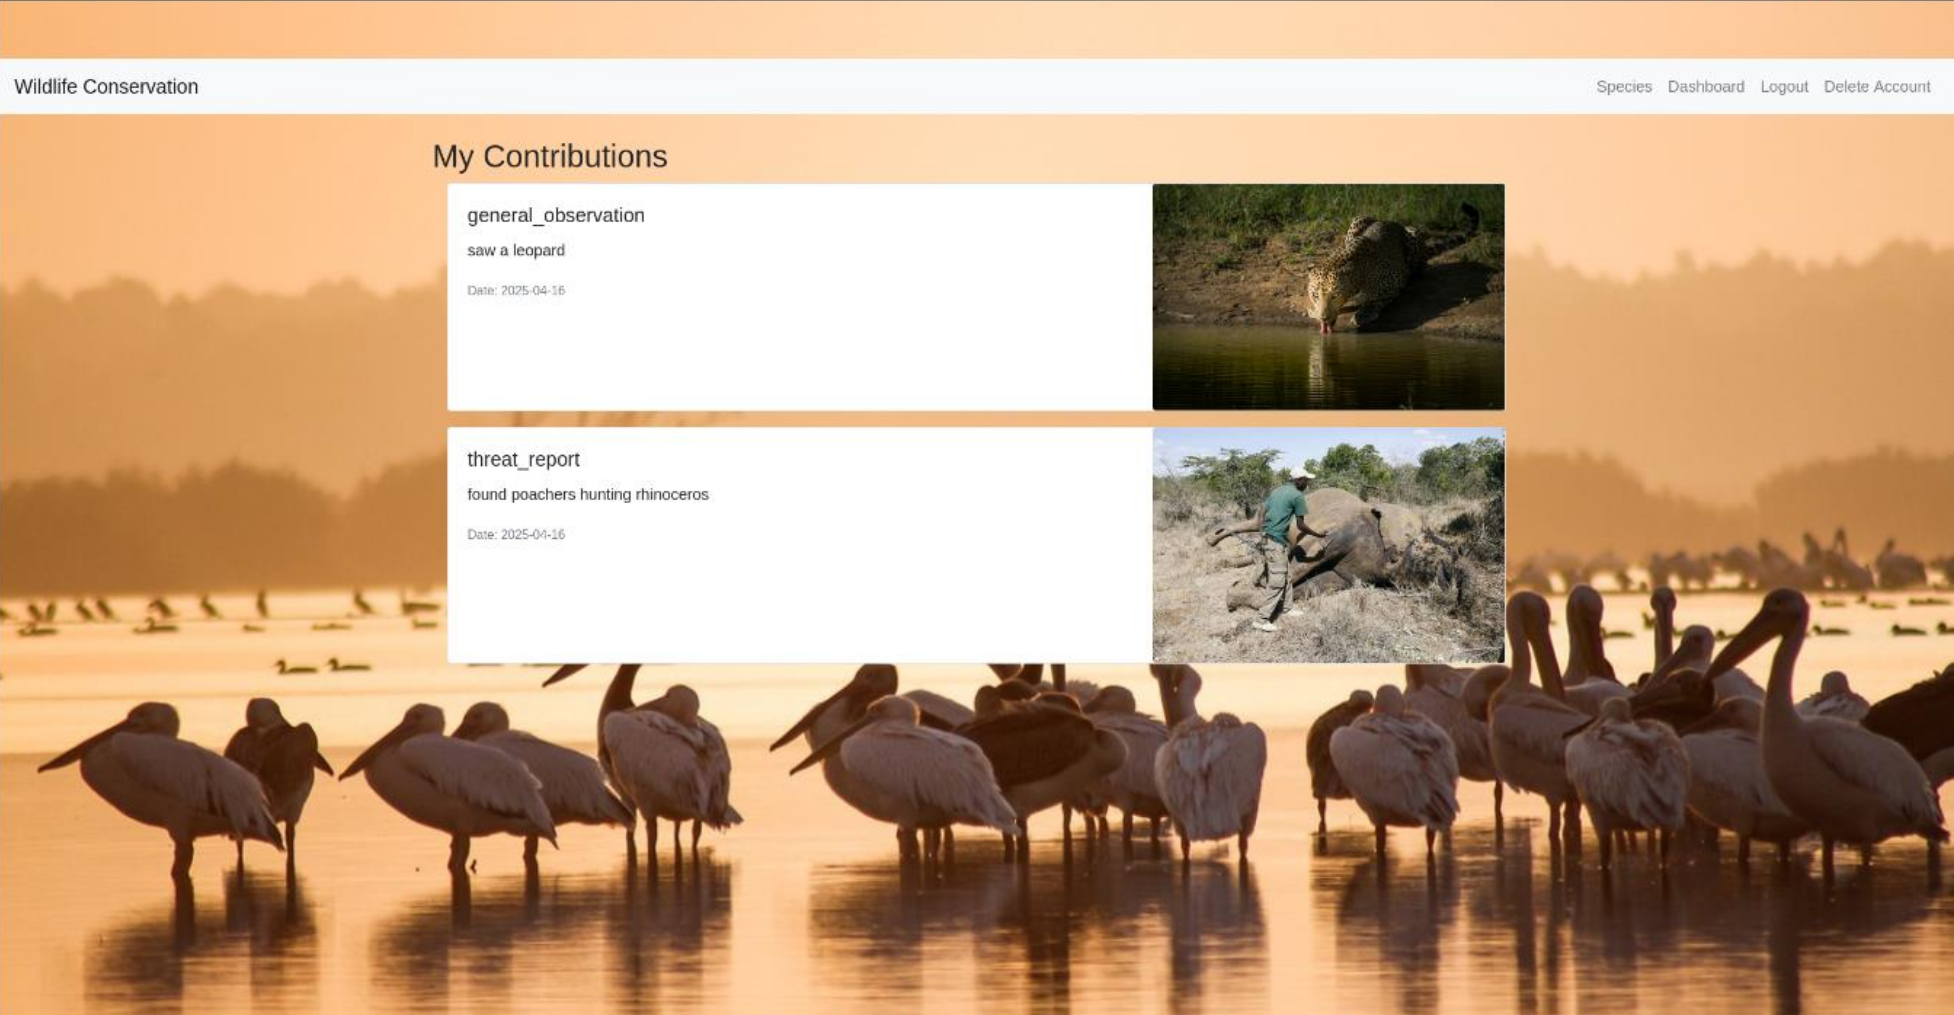 Wildlife Conservation
Species Dashboard Logout Delete Account
My Contributions
general_observation
saw a leopard
Date: 2025-04-16
threat_report
found poachers hunting rhinoceros
Date: 2025-04-16